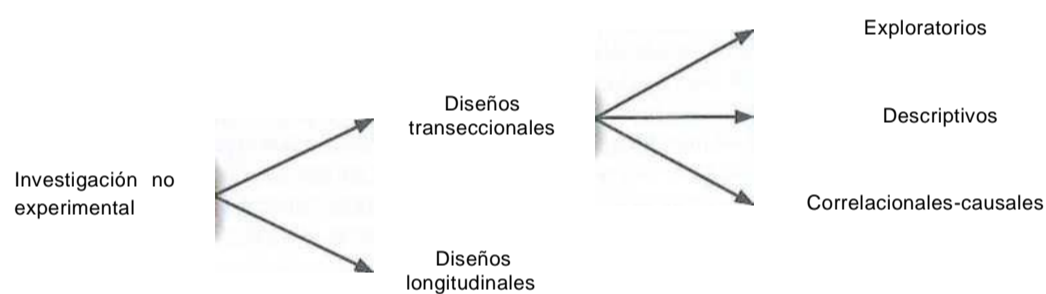 Investigación no
experimental
Diseños
transeccionales
Diseños
longitudinales
Exploratorios
Descriptivos
Correlacionales-causales